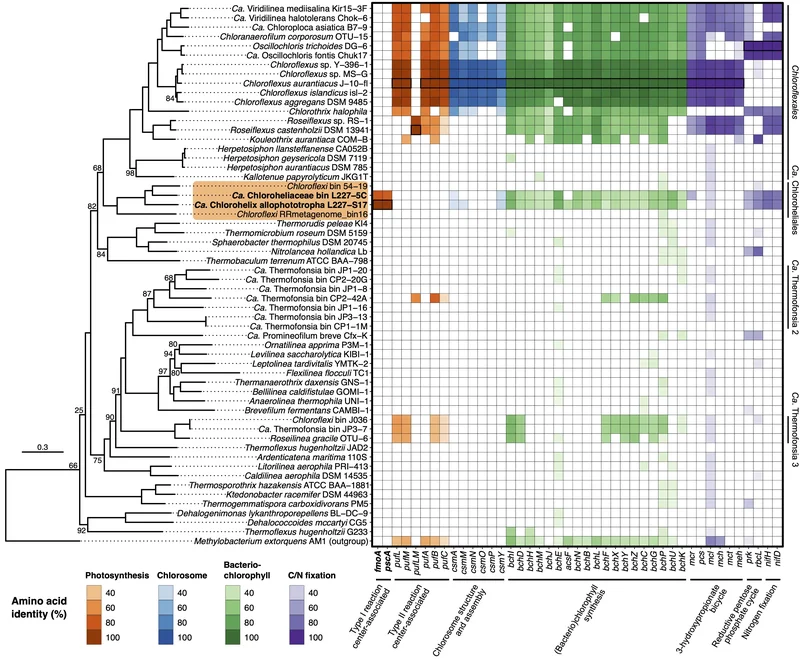 Ca. Viridilinea mediisalina Kir15-3F
Ca. Viridilinea halotolerans Chok-6
Ca. Chloroploca asiatica B7-9
Chloranaerofilum corporosum OTU-15
Oscillochloris trichoides DG-6
Ca. Oscillochloris fontis Chuk17
Chloroflexus sp. Y-396-1
Chloroflexus sp. MS-G
Chloroflexus aurantiacus J-10-fl
Chloroflexus islandicus isl-2
84
Chloroflexus aggregans DSM 9485
Chlorothrix halophila
Roseiflexus sp. RS-1
Roseiflexus castenholzii DSM 13941
Kouleothrix aurantiaca COM-B
Herpetosiphon llansteffanense CA052B
Herpetosiphon geysericola DSM 7119
68
Herpetosiphon aurantiacus DSM 785
98
Kallotenue papyrolyticum JKG1T
Chloroflexi bin 54-19
Ca. Chloroheliaceae bin L227-5C
82
Ca. Chlorohelix allophototropha L227-S17
Chloroflexi RRmetagenome_bin16
Thermorudis peleae KI4
Thermomicrobium roseum DSM 5159
Sphaerobacter thermophilus DSM 20745
Nitrolancea hollandica Lb
84
Thermobaculum terrenum ATCC BAA-798
Ca. Thermofonsia bin JP1-20
68
Ca. Thermofonsia bin CP2-20G
Ca. Thermofonsia bin JP1-8
87
Ca. Thermofonsia bin CP2-42A
Ca. Thermofonsia bin JP1-16
Ca. Thermofonsia bin JP3-13
Ca. Thermofonsia bin CP1-1M
Ca. Promineofilum breve Cfx-K
80
Ornatilinea apprima P3M-1
94
Levilinea saccharolytica KIBI-1
Leptolinea tardivitalis YMTK-2
97
80
Flexilinea flocculi TC1
Thermanaerothrix daxensis GNS-1
91
Bellilinea caldifistulae GOMI-1
Anaerolinea thermophila UNI-1
25
Brevefilum fermentans CAMBI-1
90
Chloroflexi bin J036
Ca. Thermofonsia bin JP3-7
Roseilinea gracile OTU-6
0.3
Thermoflexus hugenholtzii JAD2
75
Ardenticatena maritima 110S
66
Litorilinea aerophila PRI-413
Caldilinea aerophila DSM 14535
Thermosporothrix hazakensis ATCC BAA-1881
Ktedonobacter racemifer DSM 44963
Thermogemmatispora carboxidivorans PM5
Dehalogenimonas lykanthroporepellens BL-DC-9
Dehalococcoides mccartyi CG5
92
Thermoflexus hugenholtzii G233
Methylobacterium extorquens AM1 (outgroup)
Chloroflexales
Ca. Chloroheliales
Ca. Thermofonsia 2
Ca. Thermofonsia 3
fmoA
pscA
pufL
pufM
pufLM
pufA
pufB
pufC
csmA
csmM
csmN
csmO
csmP
csmY
bchI
bchD
bchH
bchM
bchJ
bchE
acsF
bchN
bchB
bchL
bchF
bchX
bchY
bchZ
bchC
bchG
bchP
bchU
bchK
mcr
pcs
mcl
mch
mct
meh
prk
rbcL
nifH
nifD
Type I reaction
center-associated
Type II reaction
center-associated
Chlorosome structure
and assembly
(Bacterio)chlorophyll
synthesis
3-hydroxypropionate
bicycle
Reductive pentose
phosphate cycle
Nitrogen fixation
Amino acid
identity (%)
Photosynthesis
40
60
80
100
Chlorosome
40
60
80
100
Bacterio-
chlorophyll
40
60
80
100
C/N fixation
40
60
80
100